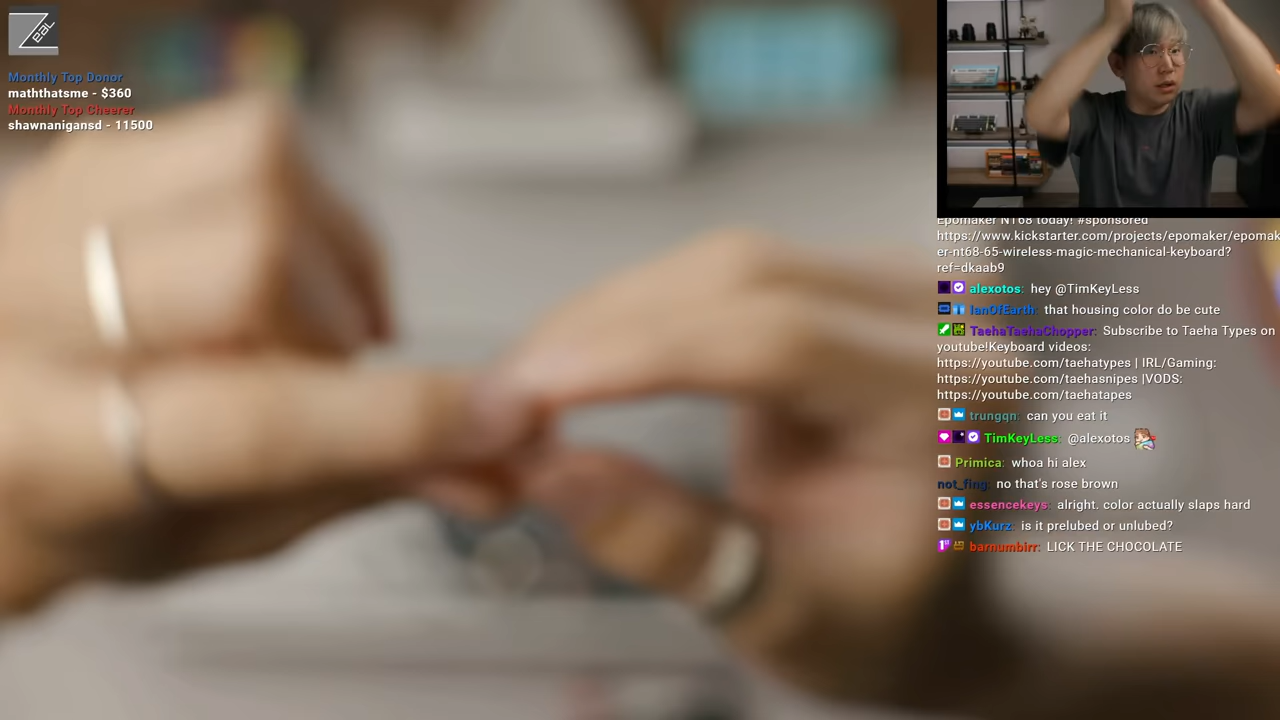 Zeal
Monthly Top Donor
maththatsme - $360
Monthly Top Cheerer
shawnanigansd - 11500
Epomaker NT68 today! #sponsored
https://www.kickstarter.com/projects/epomaker/epomak
er-nt68-65-wireless-magic-mechanical-keyboard?
ref=dkaab9
alexotos: hey @TimKeyLess
IanOfEarth: that housing color do be cute
TaehaTaehaChopper: Subscribe to Taeha Types on
youtube!Keyboard videos:
https://youtube.com/taehatypes | IRL/Gaming:
https://youtube.com/taehasnipes |VODS:
https://youtube.com/taehatapes
trungqn: can you eat it
TimKeyLess: @alexotos
Primica: whoa hi alex
not_fing: no that's rose brown
essencekeys: alright. color actually slaps hard
ybKurz: is it prelubed or unlubed?
barnumbirr: LICK THE CHOCOLATE